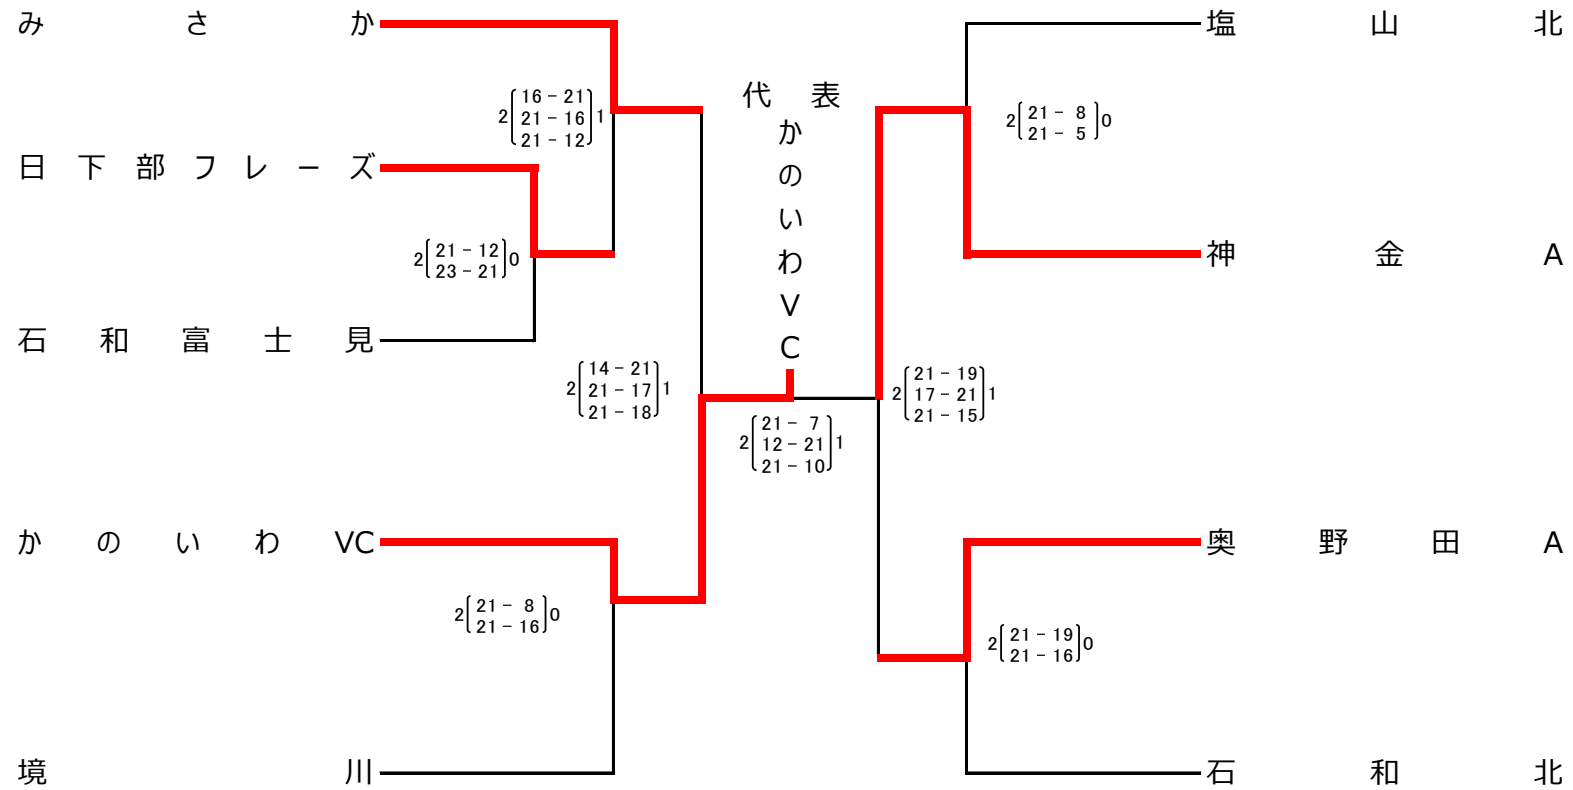 みさか
塩山北
代表
かのいわVC
2 16 - 21 1
21 - 16
21 - 12
2 21 - 8 0
21 - 5
日下部フレーズ
2 21 - 12 0
23 - 21
神金A
石和富士見
2 14 - 21 1
21 - 17
21 - 18
2 21 - 19 1
17 - 21
21 - 15
2 21 - 7 1
12 - 21
21 - 10
かのいわVC
奥野田A
2 21 - 8 0
21 - 16
2 21 - 19 0
21 - 16
境川
石和北